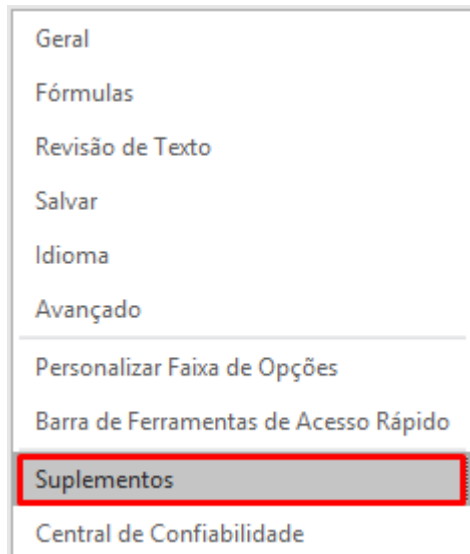 Geral
Fórmulas
Revisão de Texto
Salvar
Idioma
Avançado
Personalizar Faixa de Opções
Barra de Ferramentas de Acesso Rápido
Suplementos
Central de Confiabilidade